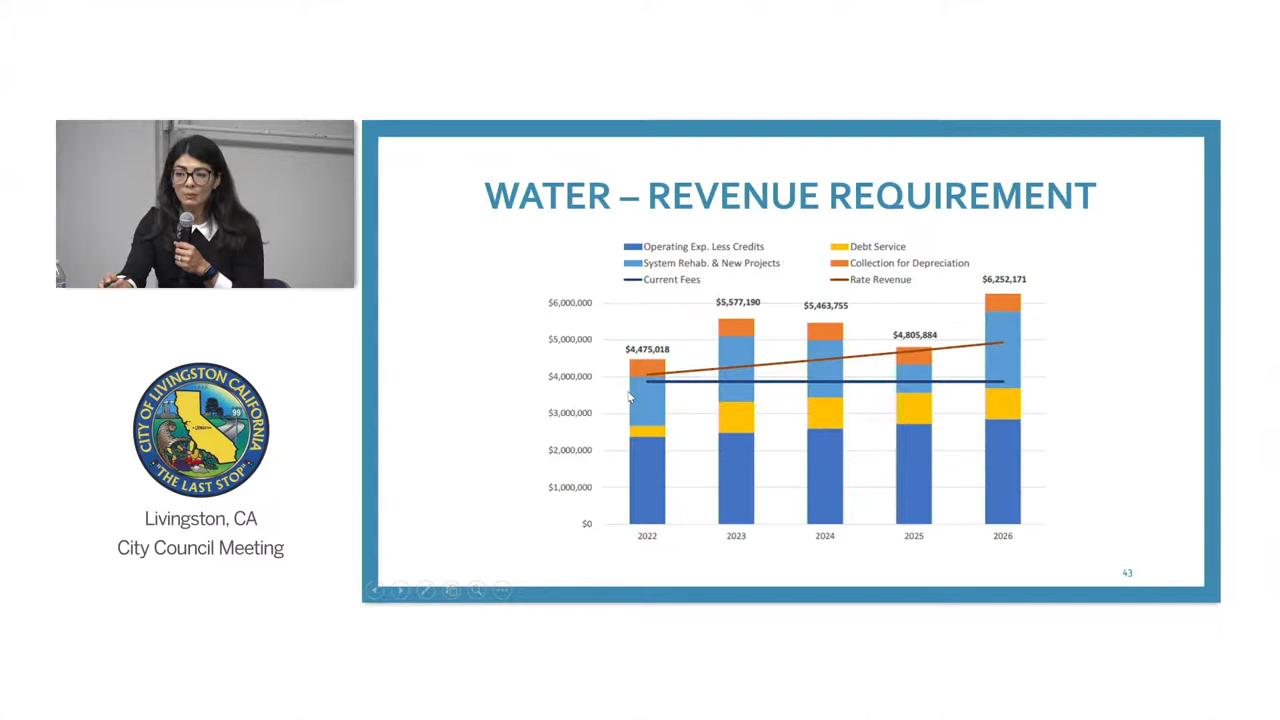 WATER – REVENUE REQUIREMENT
Operating Exp. Less Credits
Debt Service
System Rehab. & New Projects
Collection for Depreciation
Current Fees
Rate Revenue
$6,252,171
$6,000,000
$5,577,190
$5,463,755
$5,000,000
$4,805,884
$4,475,018
$4,000,000
$3,000,000
$2,000,000
$1,000,000
$0
2022
2023
2024
2025
2026
43
CITY OF LIVINGSTON CALIFORNIA
99
"THE LAST STOP"
Livingston, CA
City Council Meeting